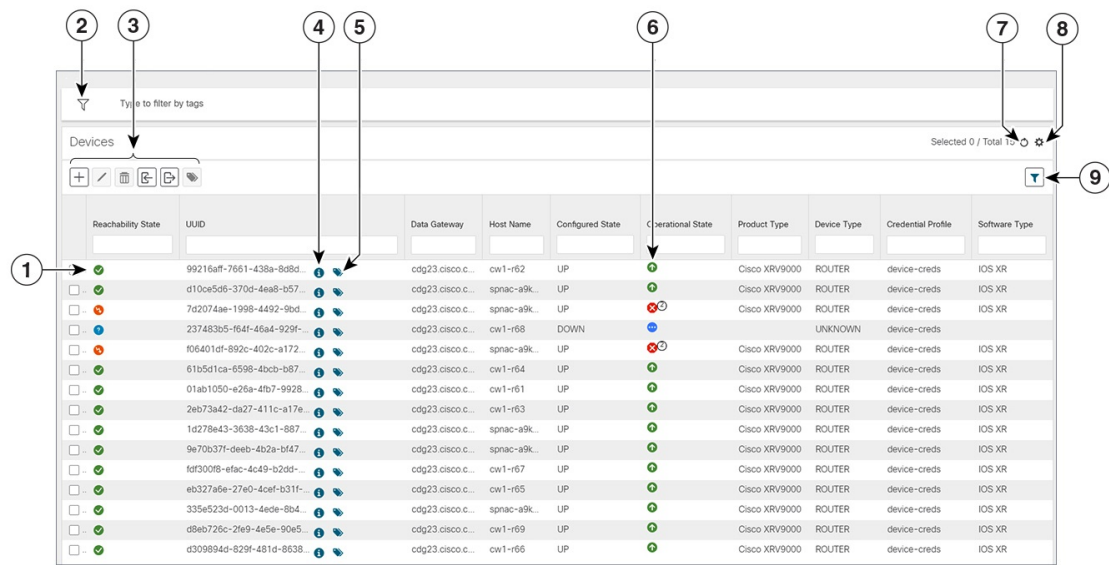 2 3 4 5 6 7 8
Type to filter by tags
Devices Selected 0 / Total 15
9
Reachability State UUID Data Gateway Host Name Configured State Operational State Product Type Device Type Credential Profile Software Type
1 99216aff-7661-438a-8d8d... cdg23.cisco.c... cw1-r62 UP Cisco XRV9000 ROUTER device-creds IOS XR
d10ce5d6-370d-4ea8-b57... cdg23.cisco.c... spnac-a9k... UP Cisco XRV9000 ROUTER device-creds IOS XR
7d2074ae-1998-4492-9bd... cdg23.cisco.c... spnac-a9k... UP 2 Cisco XRV9000 ROUTER device-creds IOS XR
237483b5-f64f-46a4-929f-... cdg23.cisco.c... cw1-r68 DOWN UNKNOWN device-creds
f06401df-892c-402c-a172... cdg23.cisco.c... spnac-a9k... UP 2 Cisco XRV9000 ROUTER device-creds IOS XR
61b5d1ca-6598-4bcb-b87... cdg23.cisco.c... cw1-r64 UP Cisco XRV9000 ROUTER device-creds IOS XR
01ab1050-e26a-4fb7-9928... cdg23.cisco.c... cw1-r61 UP Cisco XRV9000 ROUTER device-creds IOS XR
2eb73a42-da27-411c-a17e... cdg23.cisco.c... cw1-r63 UP Cisco XRV9000 ROUTER device-creds IOS XR
1d278e43-3638-43c1-887... cdg23.cisco.c... spnac-a9k... UP Cisco XRV9000 ROUTER device-creds IOS XR
9e70b37f-deeb-4b2a-bf47... cdg23.cisco.c... spnac-a9k... UP Cisco XRV9000 ROUTER device-creds IOS XR
fdf300f8-efac-4c49-b2dd-... cdg23.cisco.c... cw1-r67 UP Cisco XRV9000 ROUTER device-creds IOS XR
eb327a6e-27e0-4cef-b31f-... cdg23.cisco.c... cw1-r65 UP Cisco XRV9000 ROUTER device-creds IOS XR
335e523d-0013-4ede-8b4... cdg23.cisco.c... spnac-a9k... UP Cisco XRV9000 ROUTER device-creds IOS XR
d8eb726c-2fe9-4e5e-90e5... cdg23.cisco.c... cw1-r69 UP Cisco XRV9000 ROUTER device-creds IOS XR
d309894d-829f-481d-8638... cdg23.cisco.c... cw1-r66 UP Cisco XRV9000 ROUTER device-creds IOS XR